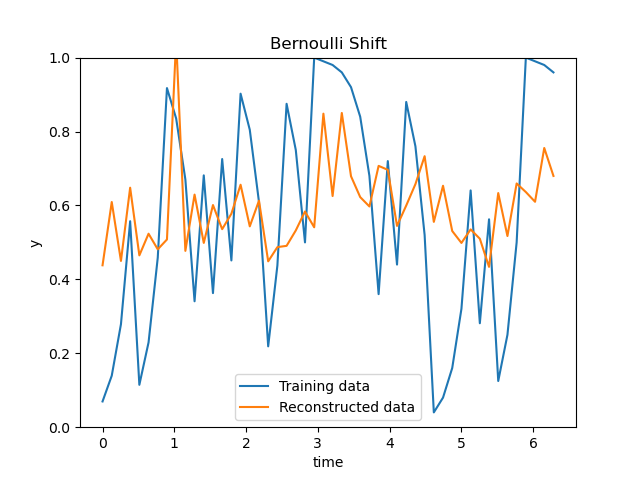 Bernoulli Shift
1.0
0.8
0.6
0.4
0.2
0.0
y
Training data
Reconstructed data
0 1 2 3 4 5 6
time